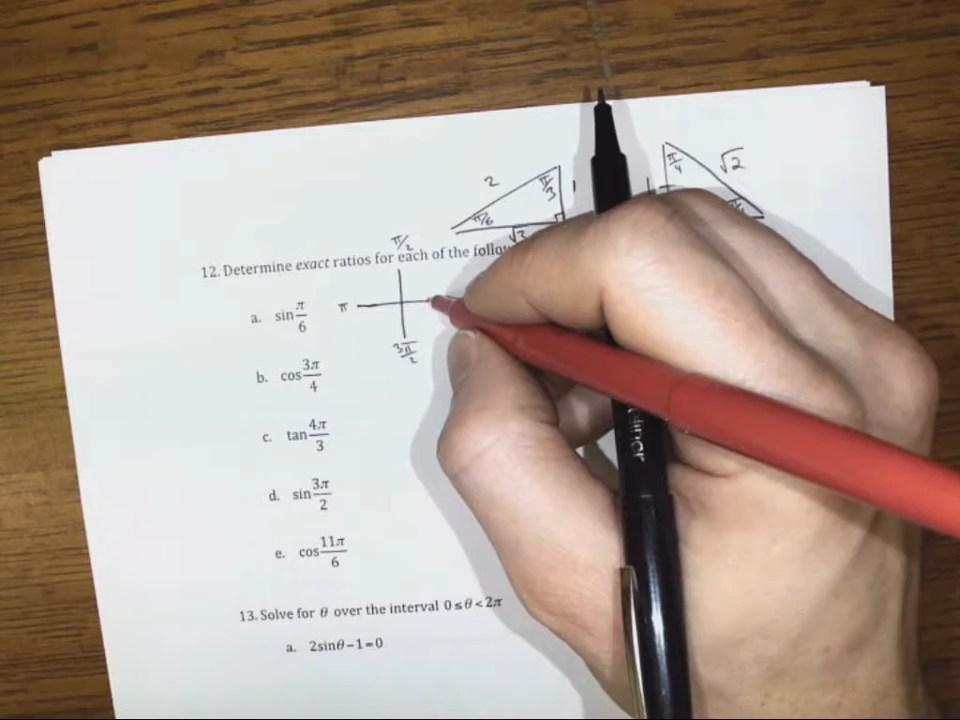 2 π/3 1 π/4 √2
π/6 √3
π/2
12. Determine exact ratios for each of the
π
3π/2
a. sin π/6
b. cos 3π/4
c. tan 4π/3
d. sin 3π/2
e. cos 11π/6
13. Solve for θ over the interval 0≤θ<2π
a. 2sinθ−1=0